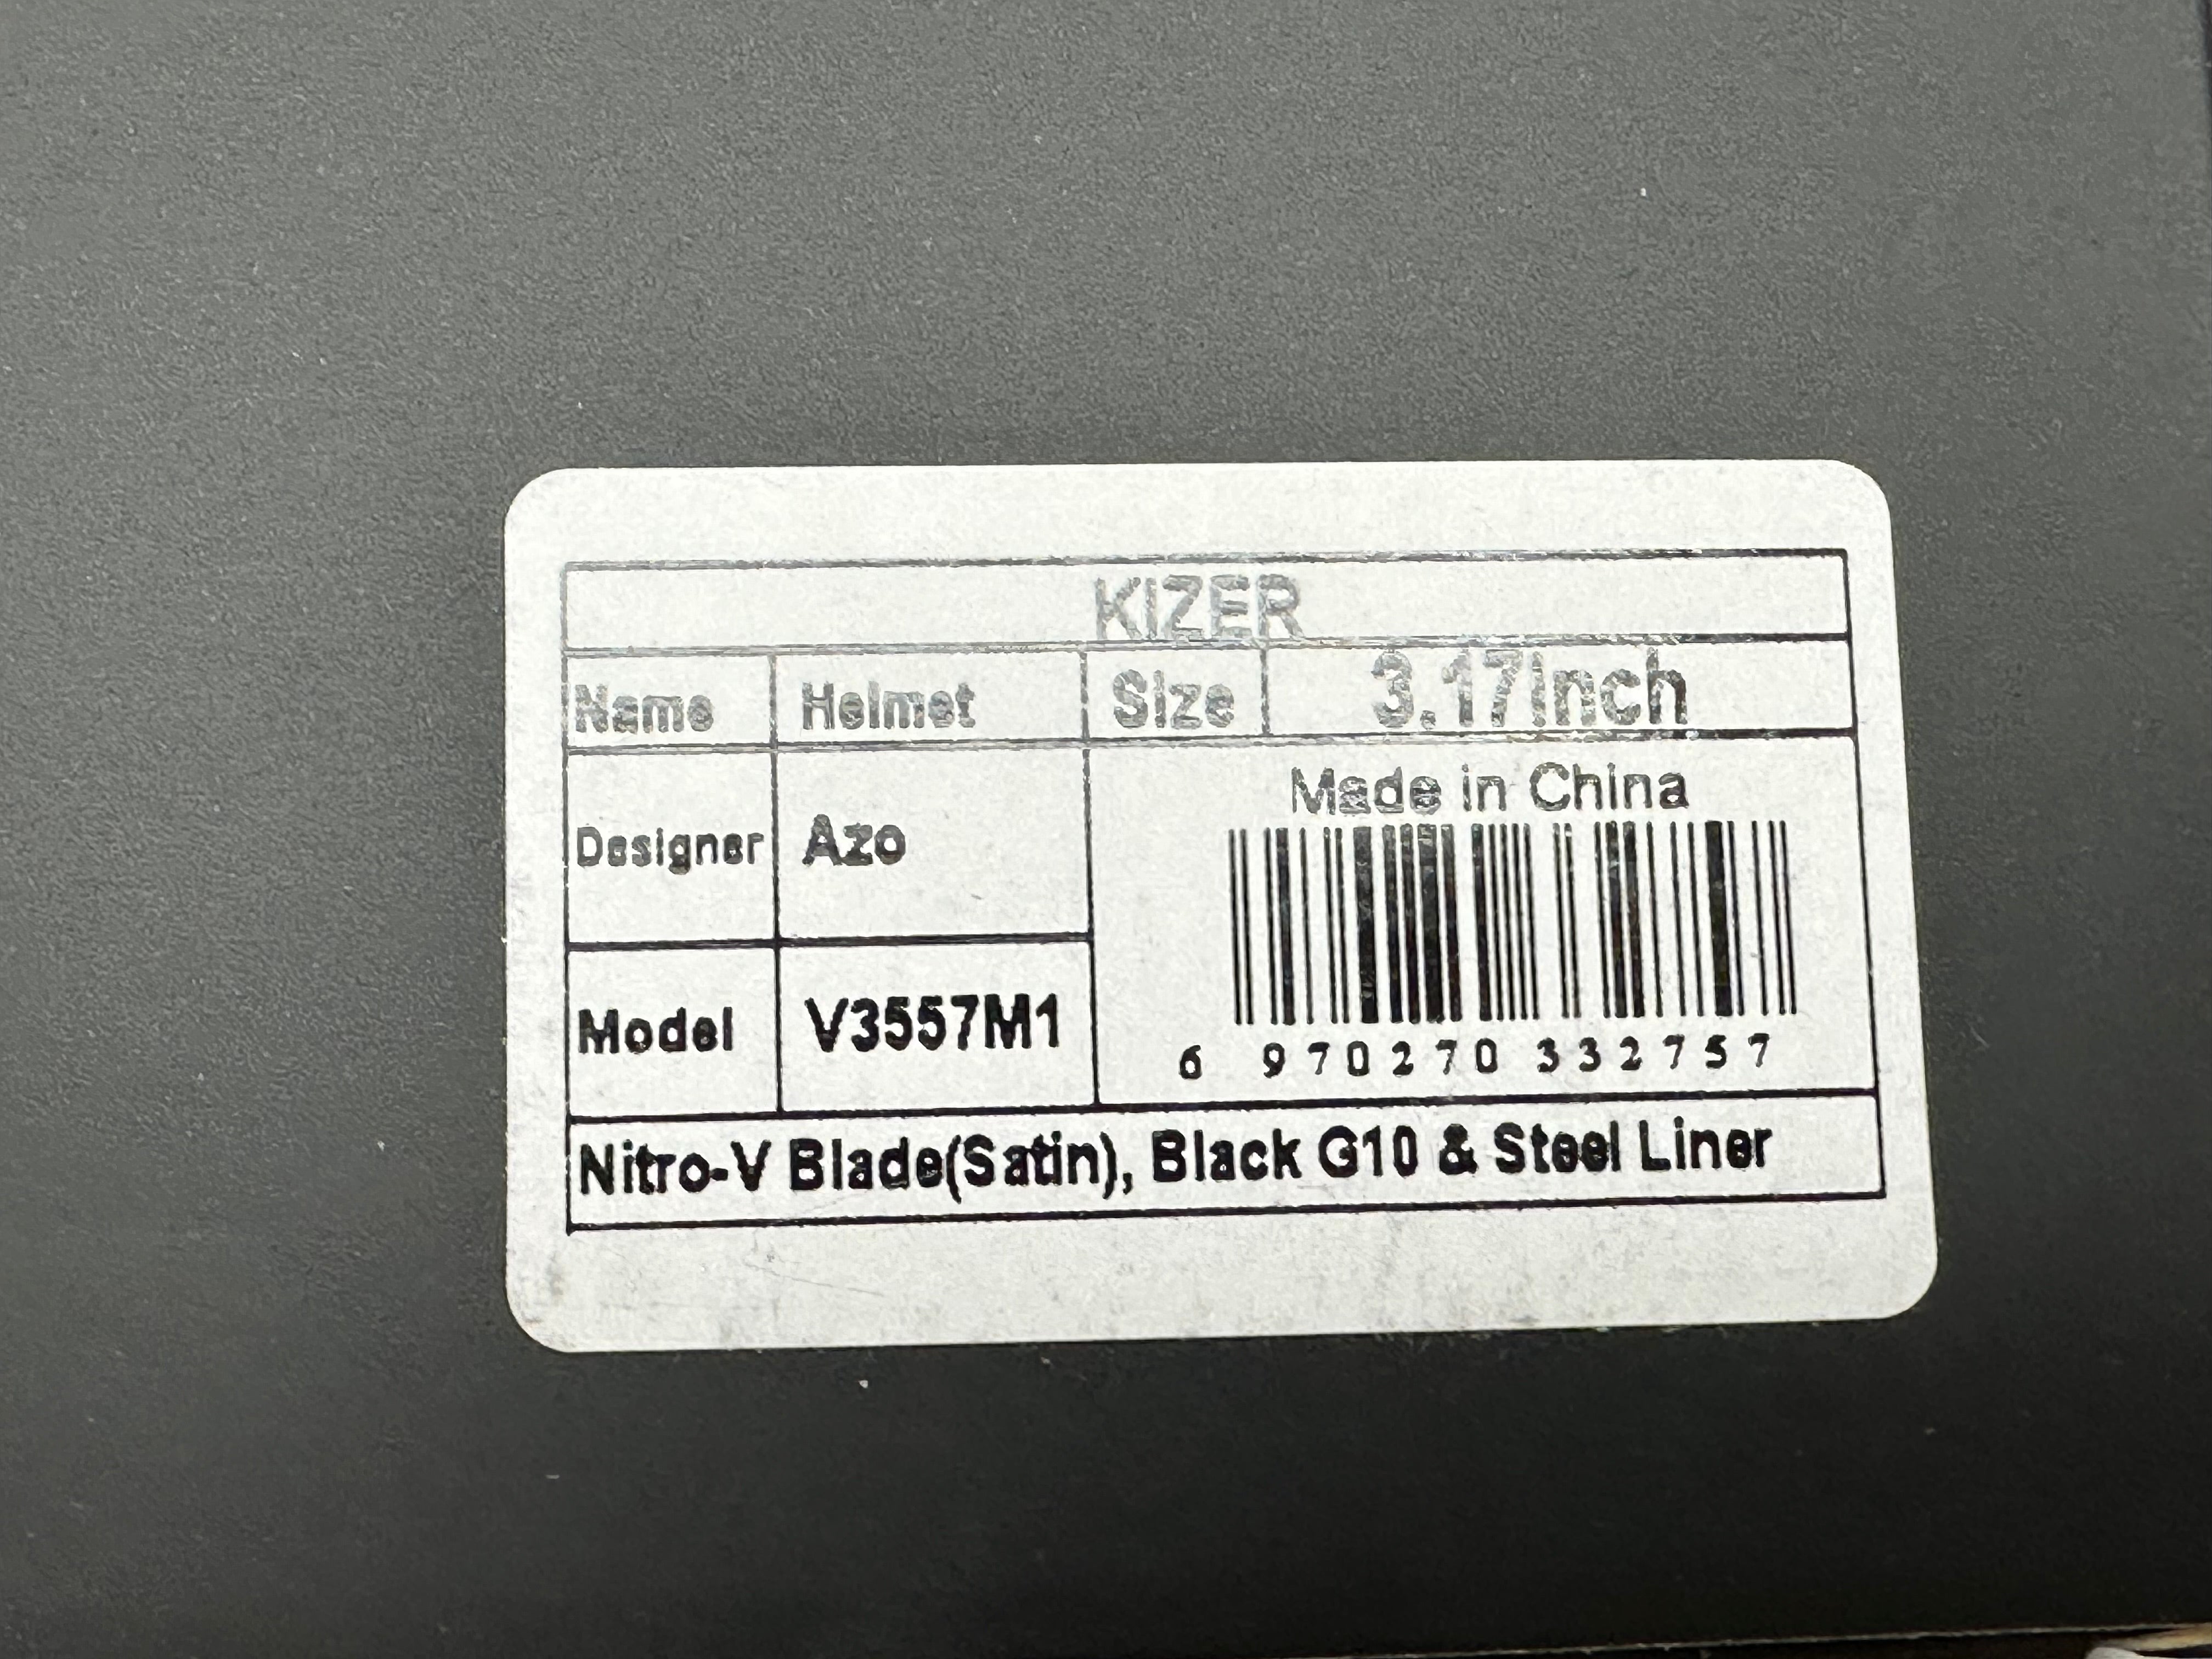 KIZER
Name Helmet Size 3.17Inch
Made in China
Designer Azo
Model V3557M1
6 970270 332757
Nitro-V Blade(Satin), Black G10 & Steel Liner